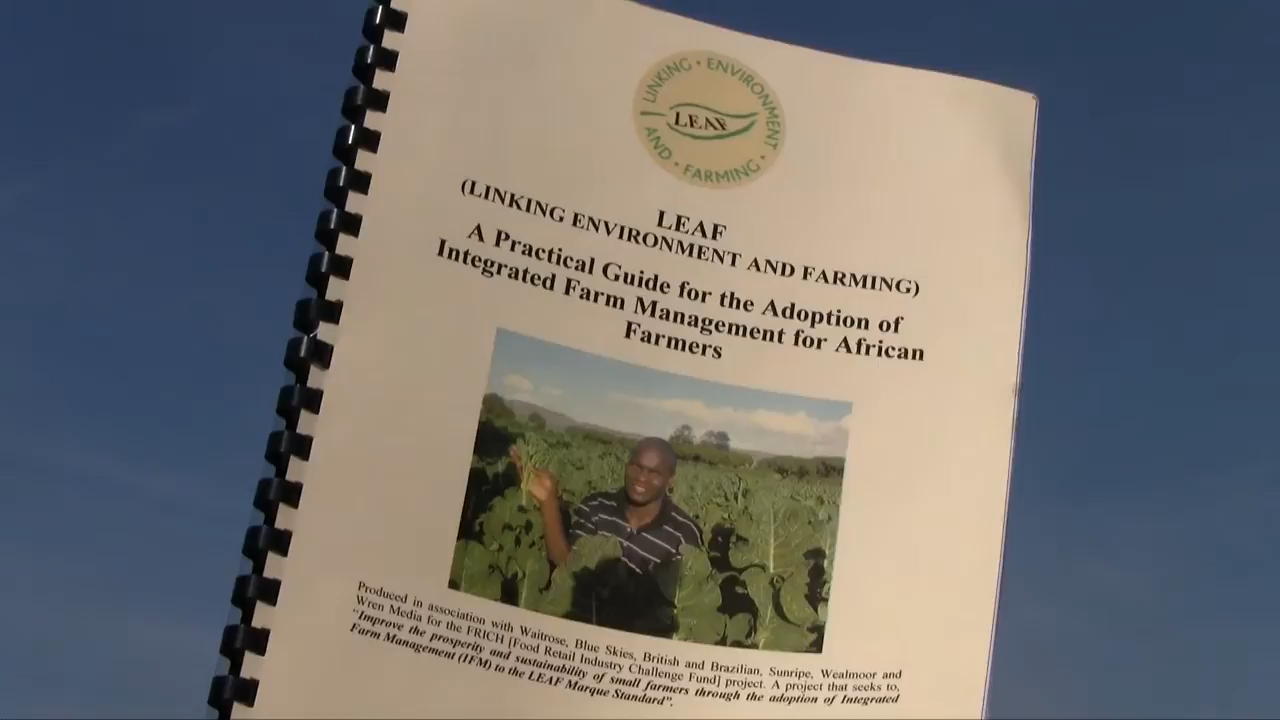 LINKING • ENVIRONMENT
AND • FARMING •
LEAF
LEAF
(LINKING ENVIRONMENT AND FARMING)
A Practical Guide for the Adoption of
Integrated Farm Management for African
Farmers
Produced in association with Waitrose, Blue Skies, British and Brazilian, Sunripe, Wealmoor and
Wren Media for the FRICH [Food Retail Industry Challenge Fund] project. A project that seeks to,
"Improve the prosperity and sustainability of small farmers through the adoption of Integrated
Farm Management (IFM) to the LEAF Marque Standard".